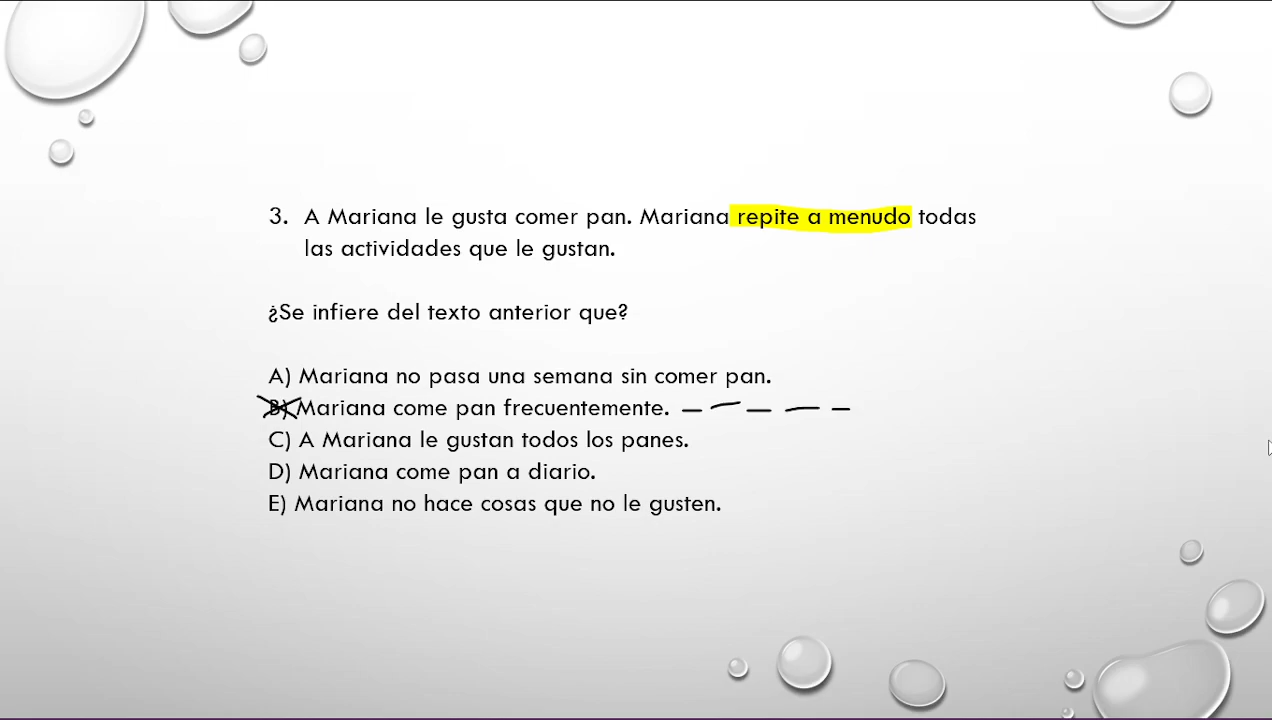 3. A Mariana le gusta comer pan. Mariana repite a menudo todas
las actividades que le gustan.
¿Se infiere del texto anterior que?
A) Mariana no pasa una semana sin comer pan.
B) Mariana come pan frecuentemente.
C) A Mariana le gustan todos los panes.
D) Mariana come pan a diario.
E) Mariana no hace cosas que no le gusten.